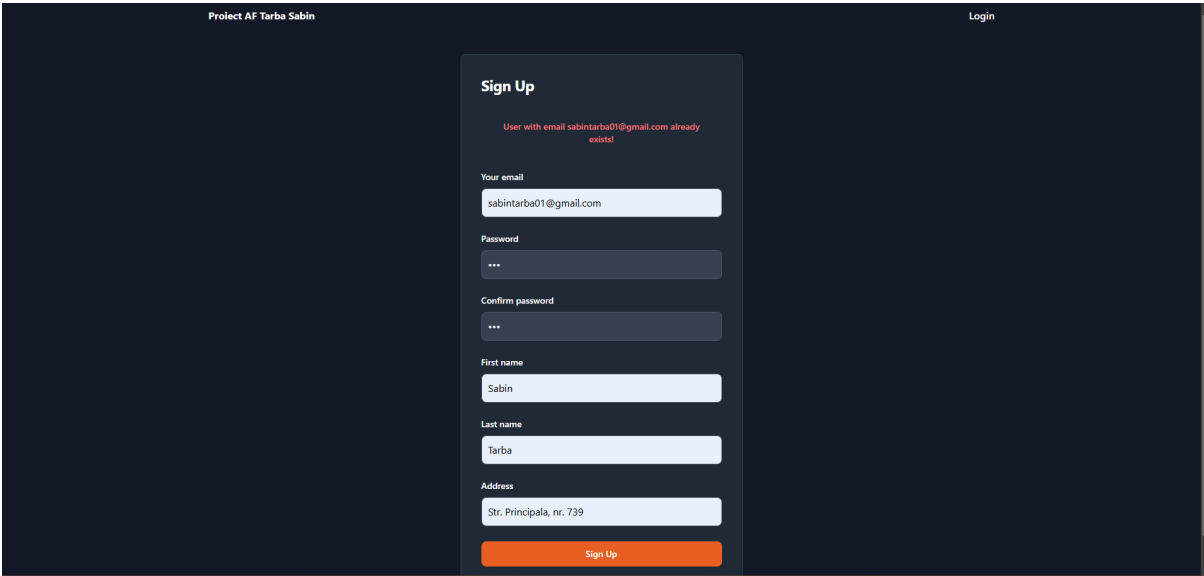 Proiect AF Tarba Sabin
Login
Sign Up
User with email sabintarba01@gmail.com already
exists!
Your email
sabintarba01@gmail.com
Password
•••
Confirm password
•••
First name
Sabin
Last name
Tarba
Address
Str. Principala, nr. 739
Sign Up